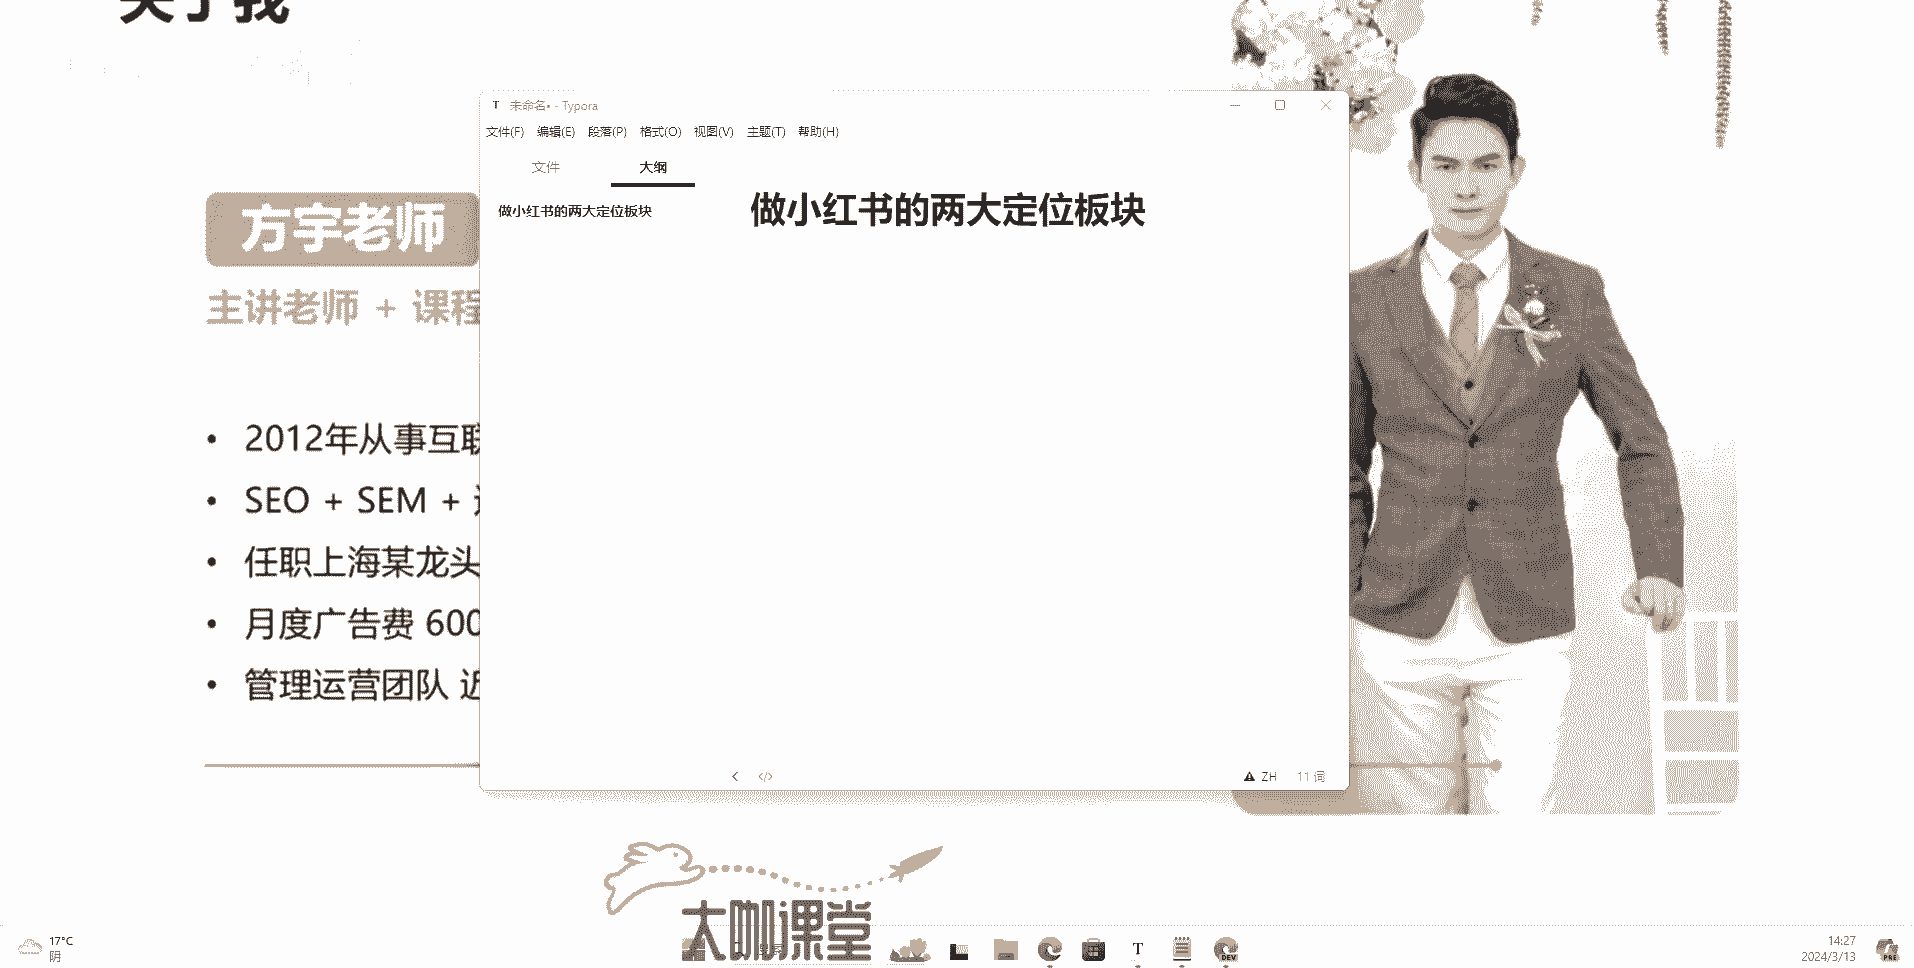 关于我
方宇老师
主讲老师 + 课程
2012年从事互联
SEO + SEM +
任职上海某龙头
月度广告费 600
管理运营团队 近
T 未命名• - Typora
文件(F) 编辑(E) 段落(P) 格式(O) 视图(V) 主题(T) 帮助(H)
文件 大纲
做小红书的两大定位板块
做小红书的两大定位板块
ZH 11 词
大咖课堂
17°C
阴
T
DEV
14:27
2024/3/13
PRE